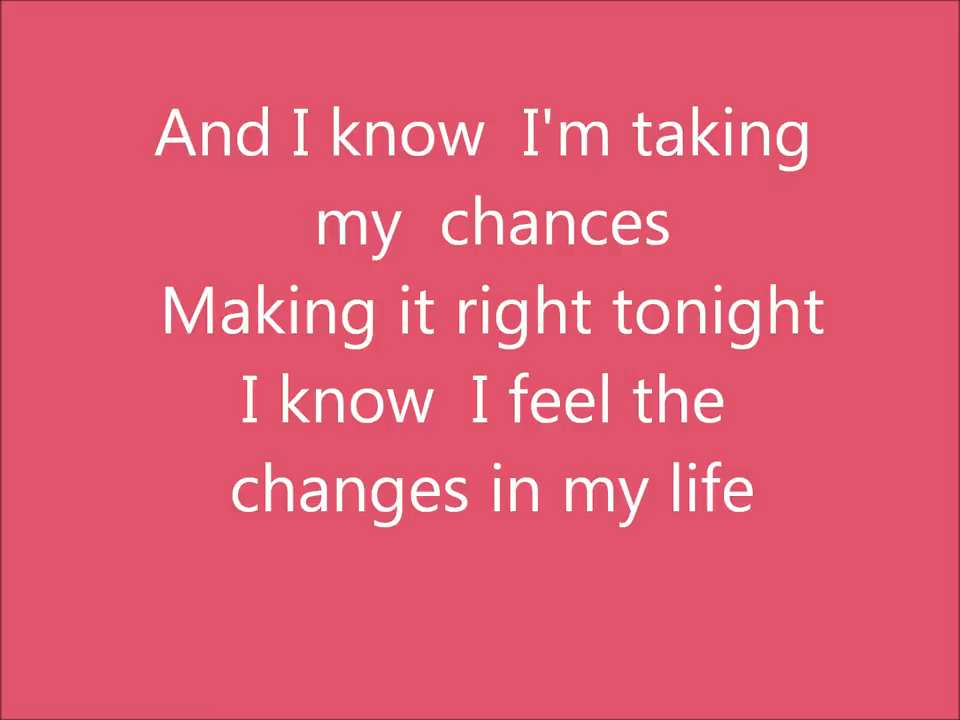 And I know  I'm taking
my  chances
Making it right tonight
I know  I feel the
changes in my life